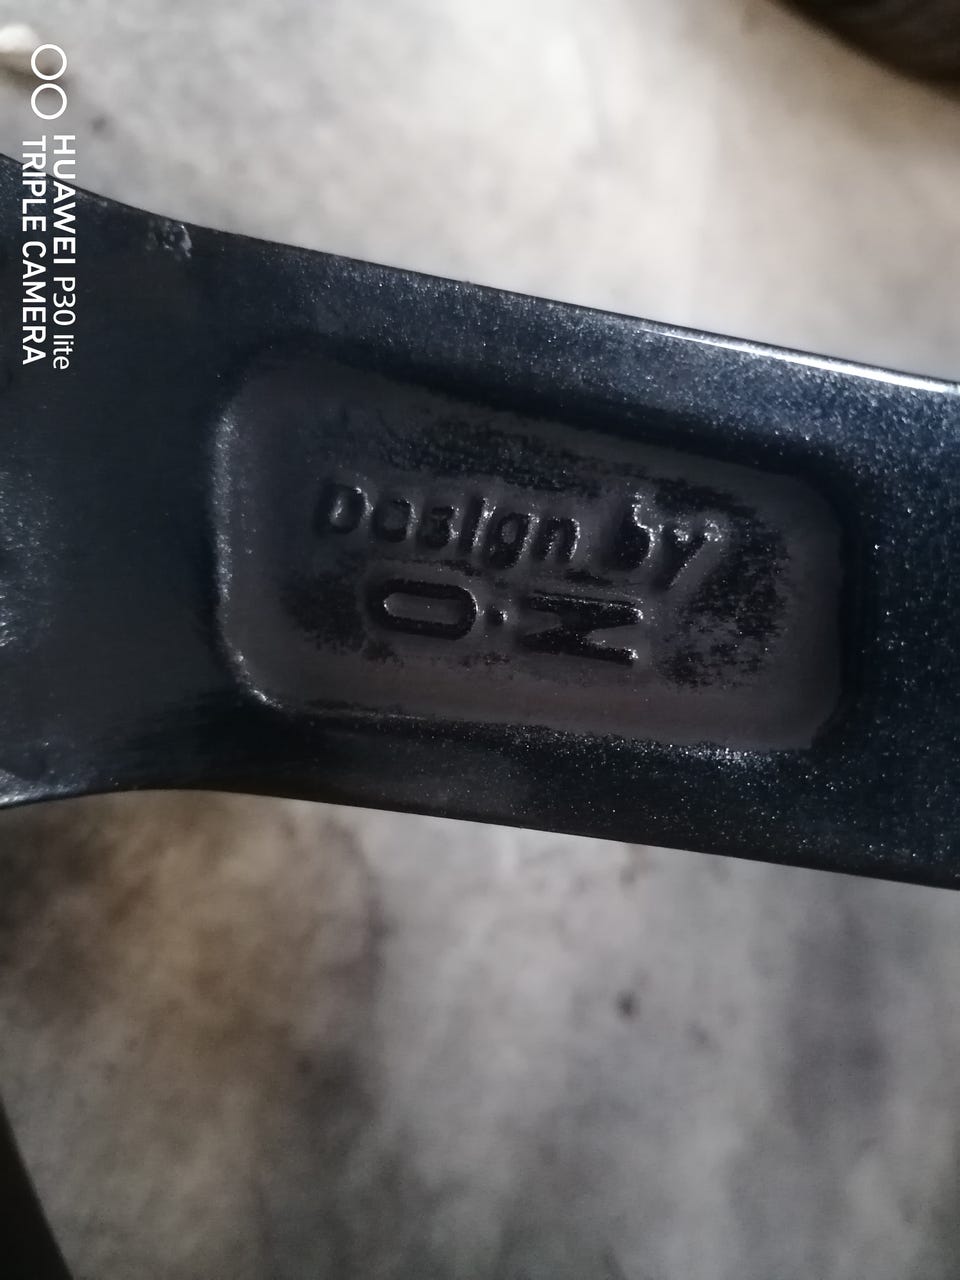 Design by
O·Z
HUAWEI P30 lite
TRIPLE CAMERA